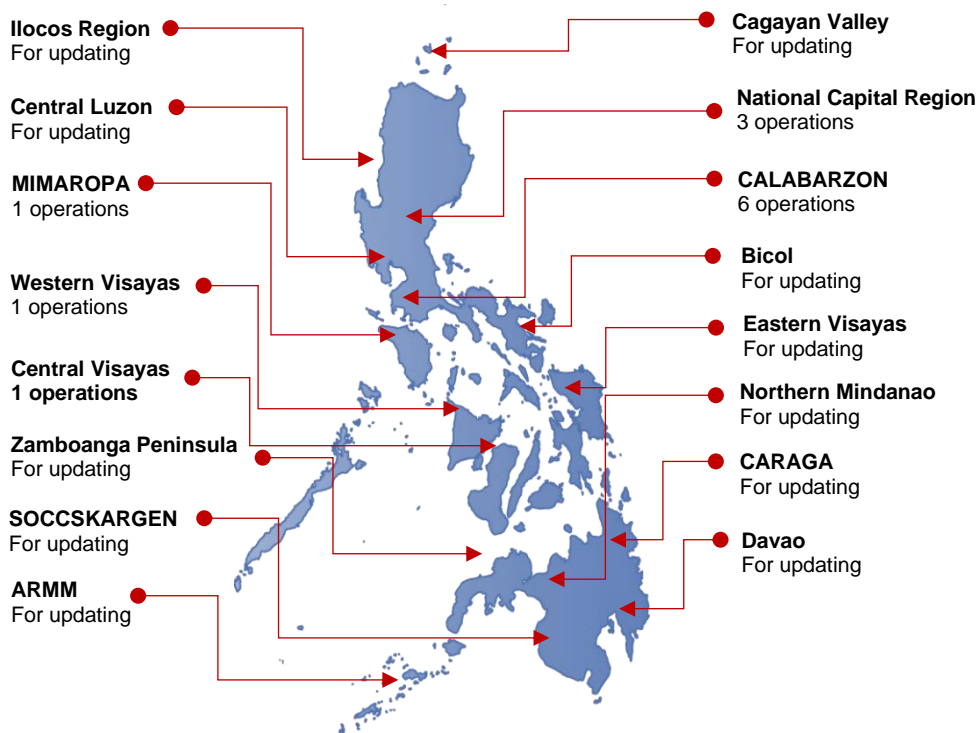 Ilocos Region
For updating
Central Luzon
For updating
MIMAROPA
1 operations
Western Visayas
1 operations
Central Visayas
1 operations
Zamboanga Peninsula
For updating
SOCCSKARGEN
For updating
ARMM
For updating
Cagayan Valley
For updating
National Capital Region
3 operations
CALABARZON
6 operations
Bicol
For updating
Eastern Visayas
For updating
Northern Mindanao
For updating
CARAGA
For updating
Davao
For updating